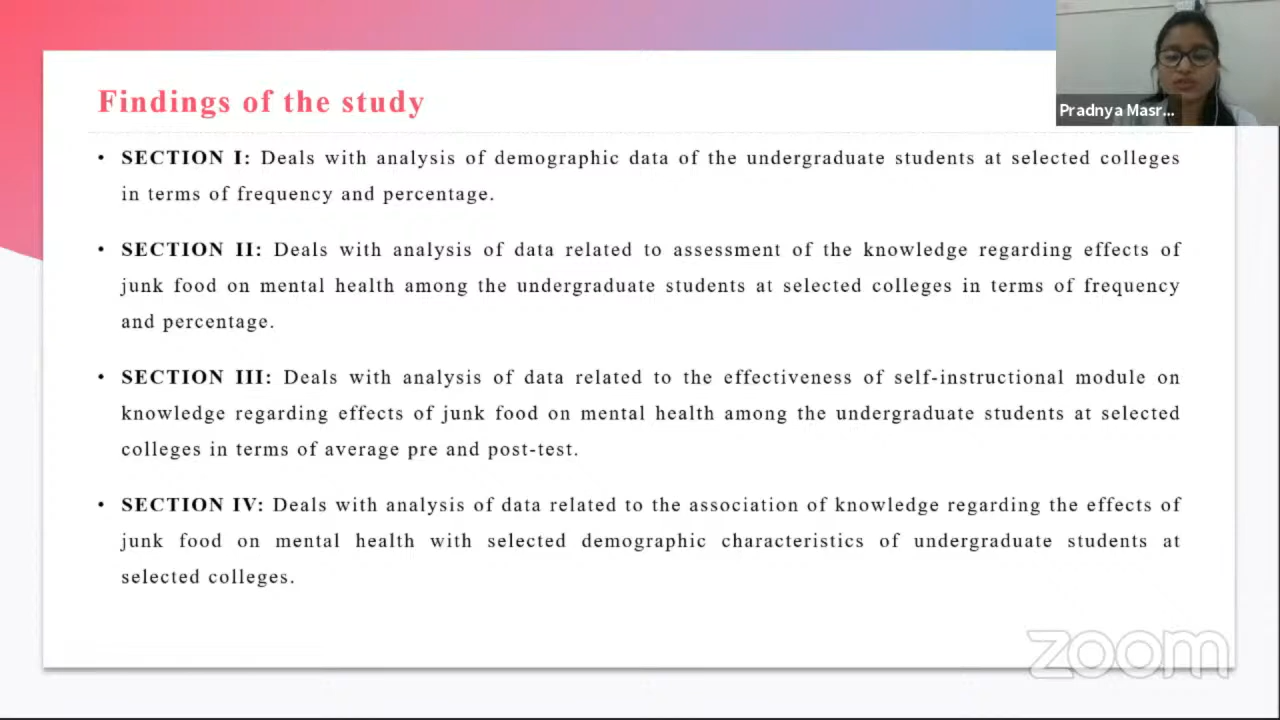 Findings of the study
Pradnya Masr...
• SECTION I: Deals with analysis of demographic data of the undergraduate students at selected colleges
in terms of frequency and percentage.
• SECTION II: Deals with analysis of data related to assessment of the knowledge regarding effects of
junk food on mental health among the undergraduate students at selected colleges in terms of frequency
and percentage.
• SECTION III: Deals with analysis of data related to the effectiveness of self-instructional module on
knowledge regarding effects of junk food on mental health among the undergraduate students at selected
colleges in terms of average pre and post-test.
• SECTION IV: Deals with analysis of data related to the association of knowledge regarding the effects of
junk food on mental health with selected demographic characteristics of undergraduate students at
selected colleges.
zoom